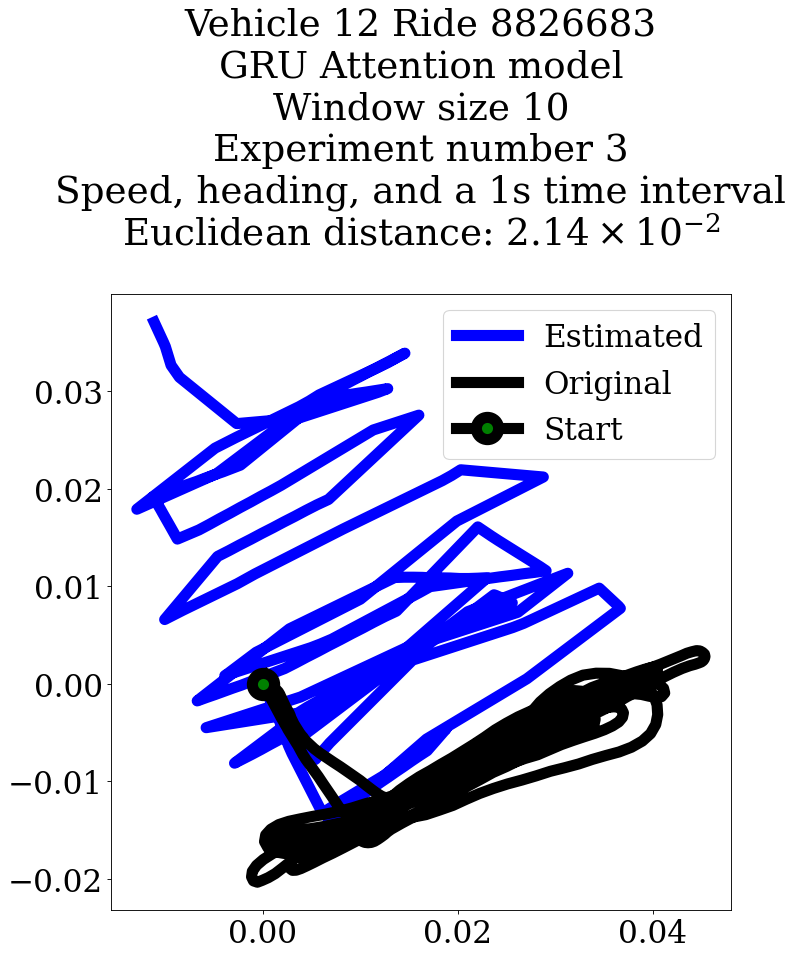 Vehicle 12 Ride 8826683
GRU Attention model
Window size 10
Experiment number 3
Speed, heading, and a 1s time interval
Euclidean distance: 2.14 × 10⁻²
Estimated
Original
Start
0.03
0.02
0.01
0.00
−0.01
−0.02
0.00 0.02 0.04